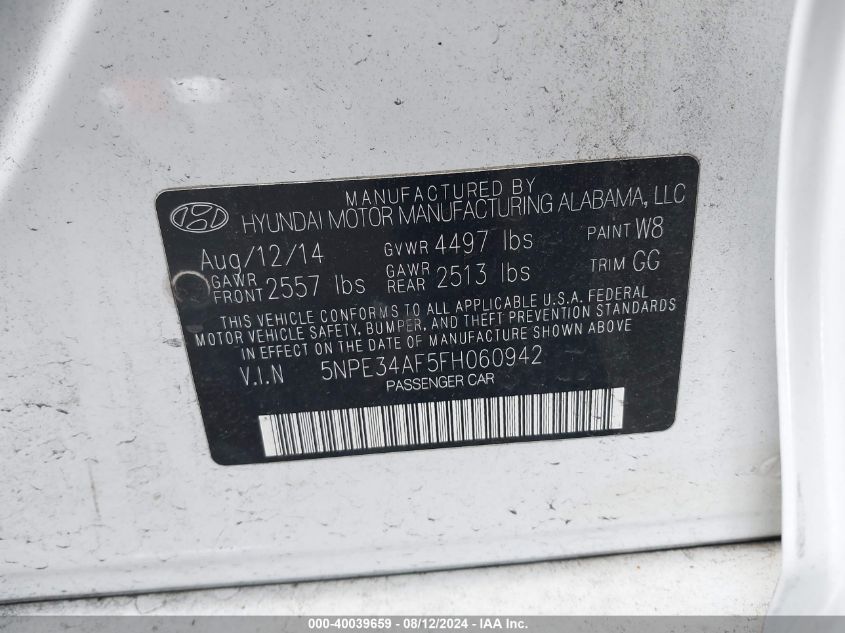 MANUFACTURED BY
HYUNDAI MOTOR MANUFACTURING ALABAMA, LLC
Aug/12/14 GVWR 4497 lbs PAINT W8
GAWR FRONT 2557 lbs GAWR REAR 2513 lbs TRIM GG
THIS VEHICLE CONFORMS TO ALL APPLICABLE U.S.A. FEDERAL
MOTOR VEHICLE SAFETY, BUMPER, AND THEFT PREVENTION STANDARDS
IN EFFECT ON THE DATE OF MANUFACTURE SHOWN ABOVE
V.I.N 5NPE34AF5FH060942
PASSENGER CAR
000-40039659 - 08/12/2024 - IAA Inc.